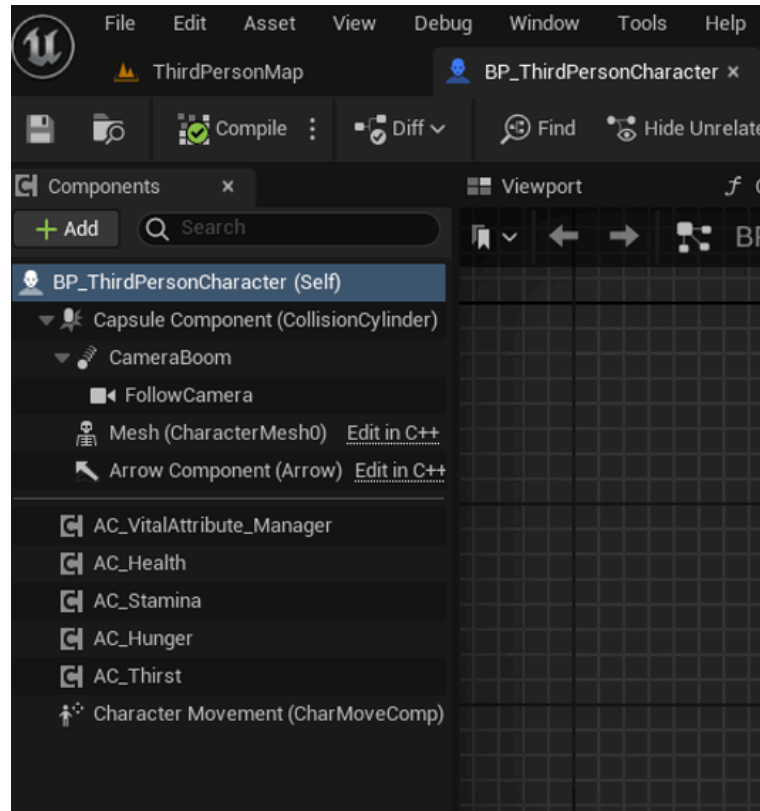 File Edit Asset View Debug Window Tools Help
ThirdPersonMap BP_ThirdPersonCharacter ×
Compile Diff Find Hide Unrelate
Components × Viewport
+ Add Search
BP_ThirdPersonCharacter (Self)
Capsule Component (CollisionCylinder)
CameraBoom
FollowCamera
Mesh (CharacterMesh0) Edit in C++
Arrow Component (Arrow) Edit in C++
AC_VitalAttribute_Manager
AC_Health
AC_Stamina
AC_Hunger
AC_Thirst
Character Movement (CharMoveComp)